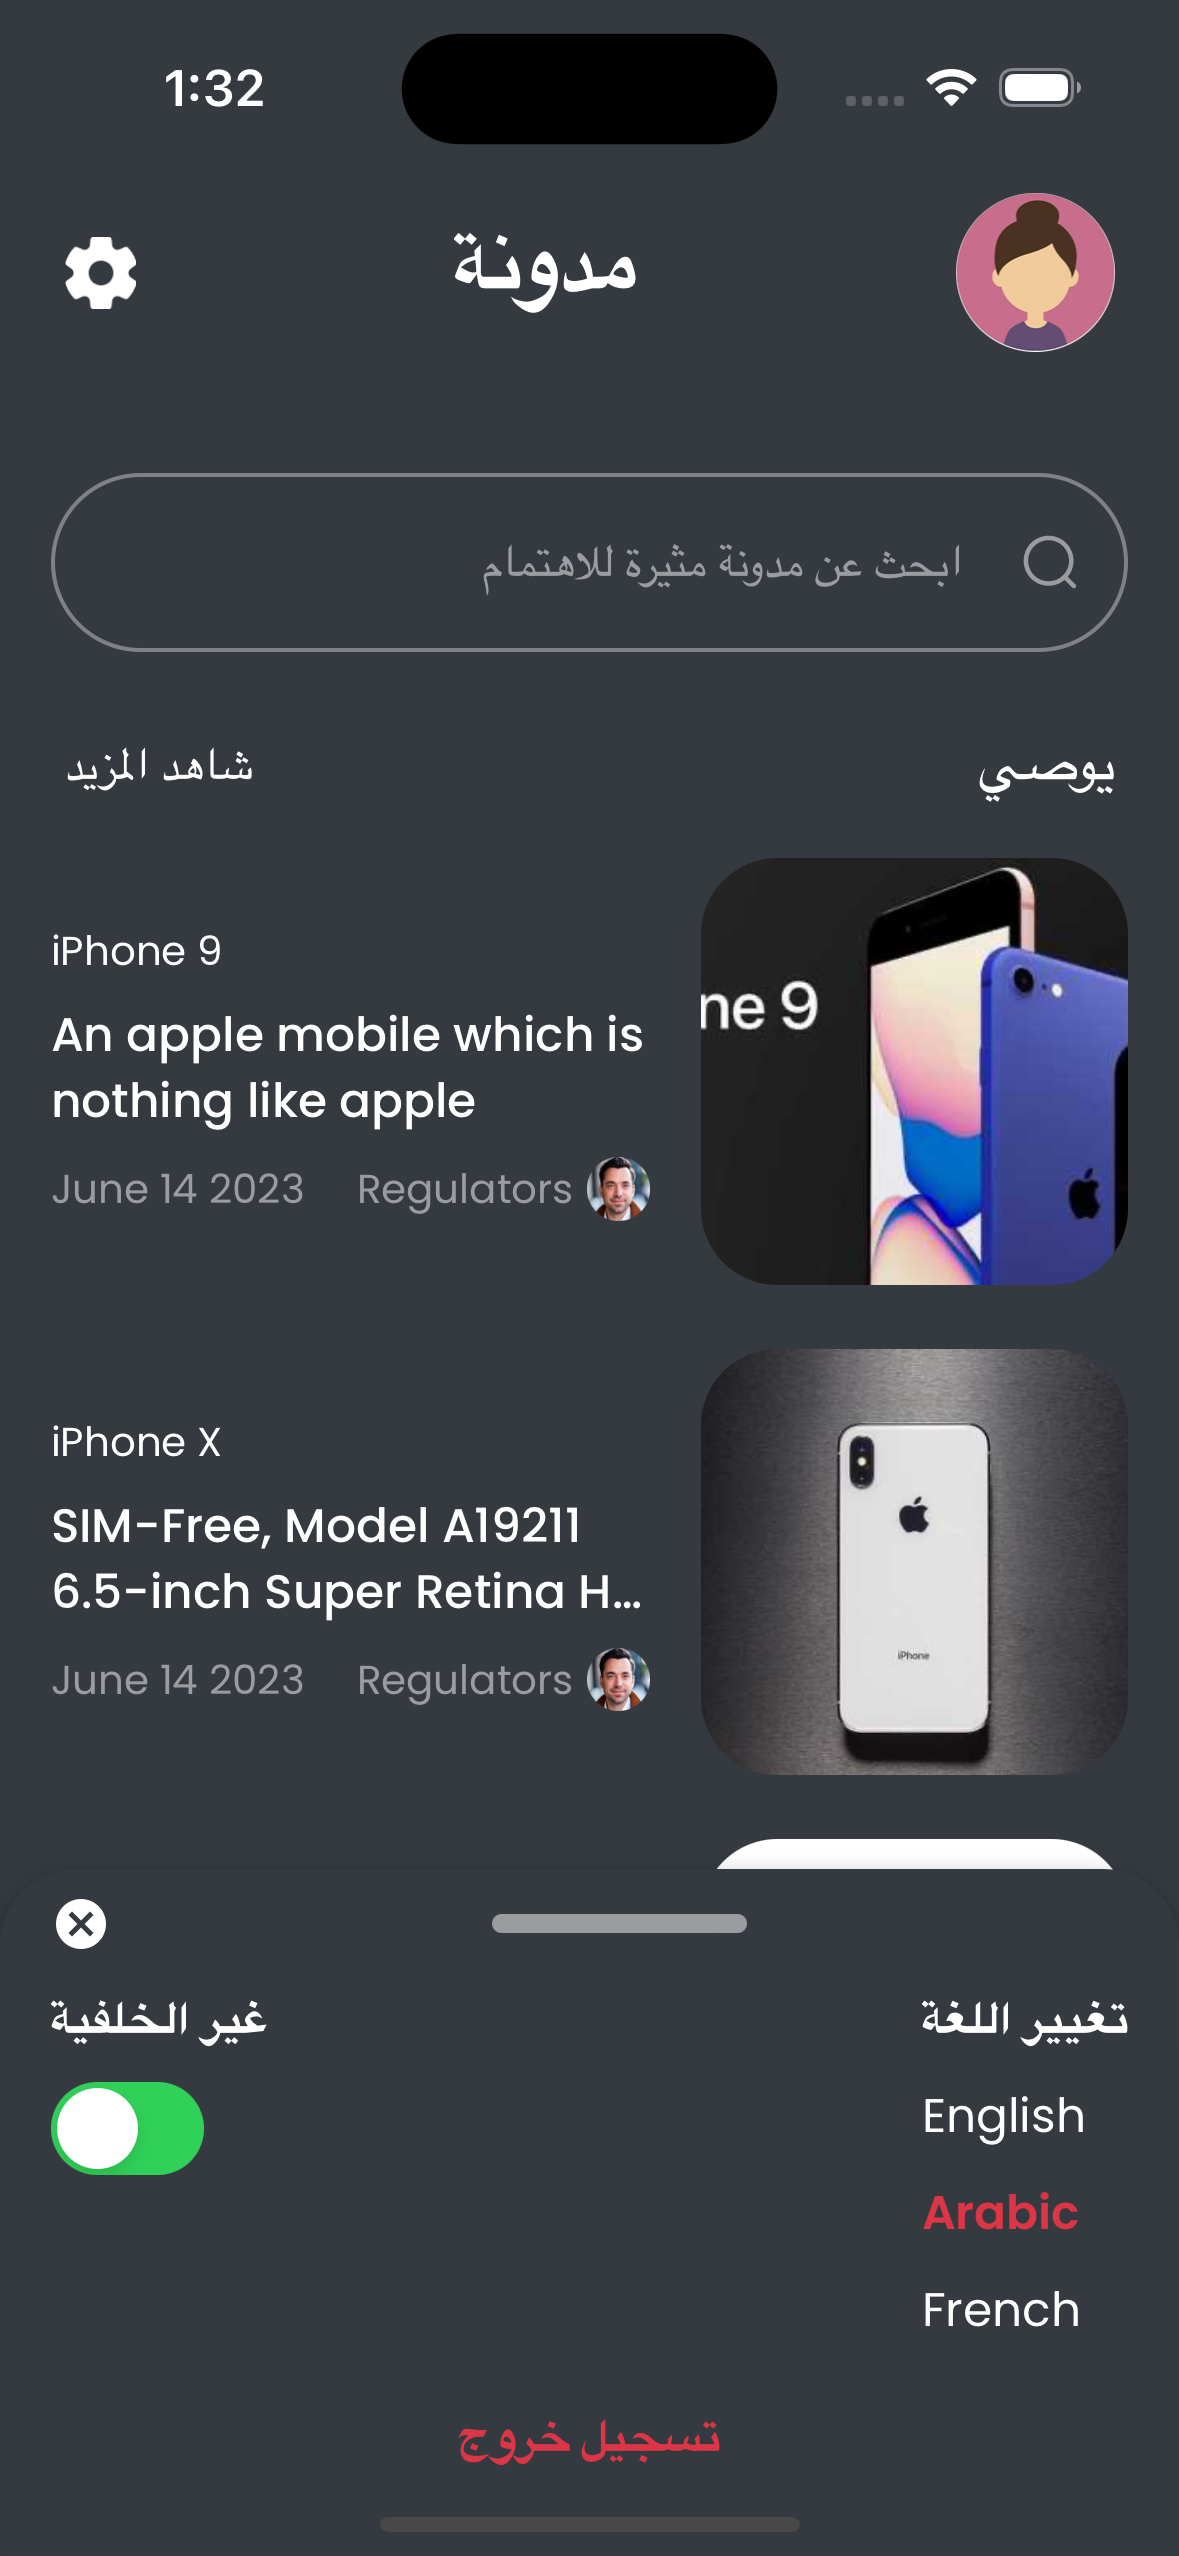 1:32
مدونة
ابحث عن مدونة مثيرة للاهتمام
يوصي
شاهد المزيد
iPhone 9
An apple mobile which is
nothing like apple
June 14 2023 Regulators
ne 9
iPhone X
SIM-Free, Model A19211
6.5-inch Super Retina H...
June 14 2023 Regulators
iPhone
تغيير اللغة
غير الخلفية
English
Arabic
French
تسجيل خروج